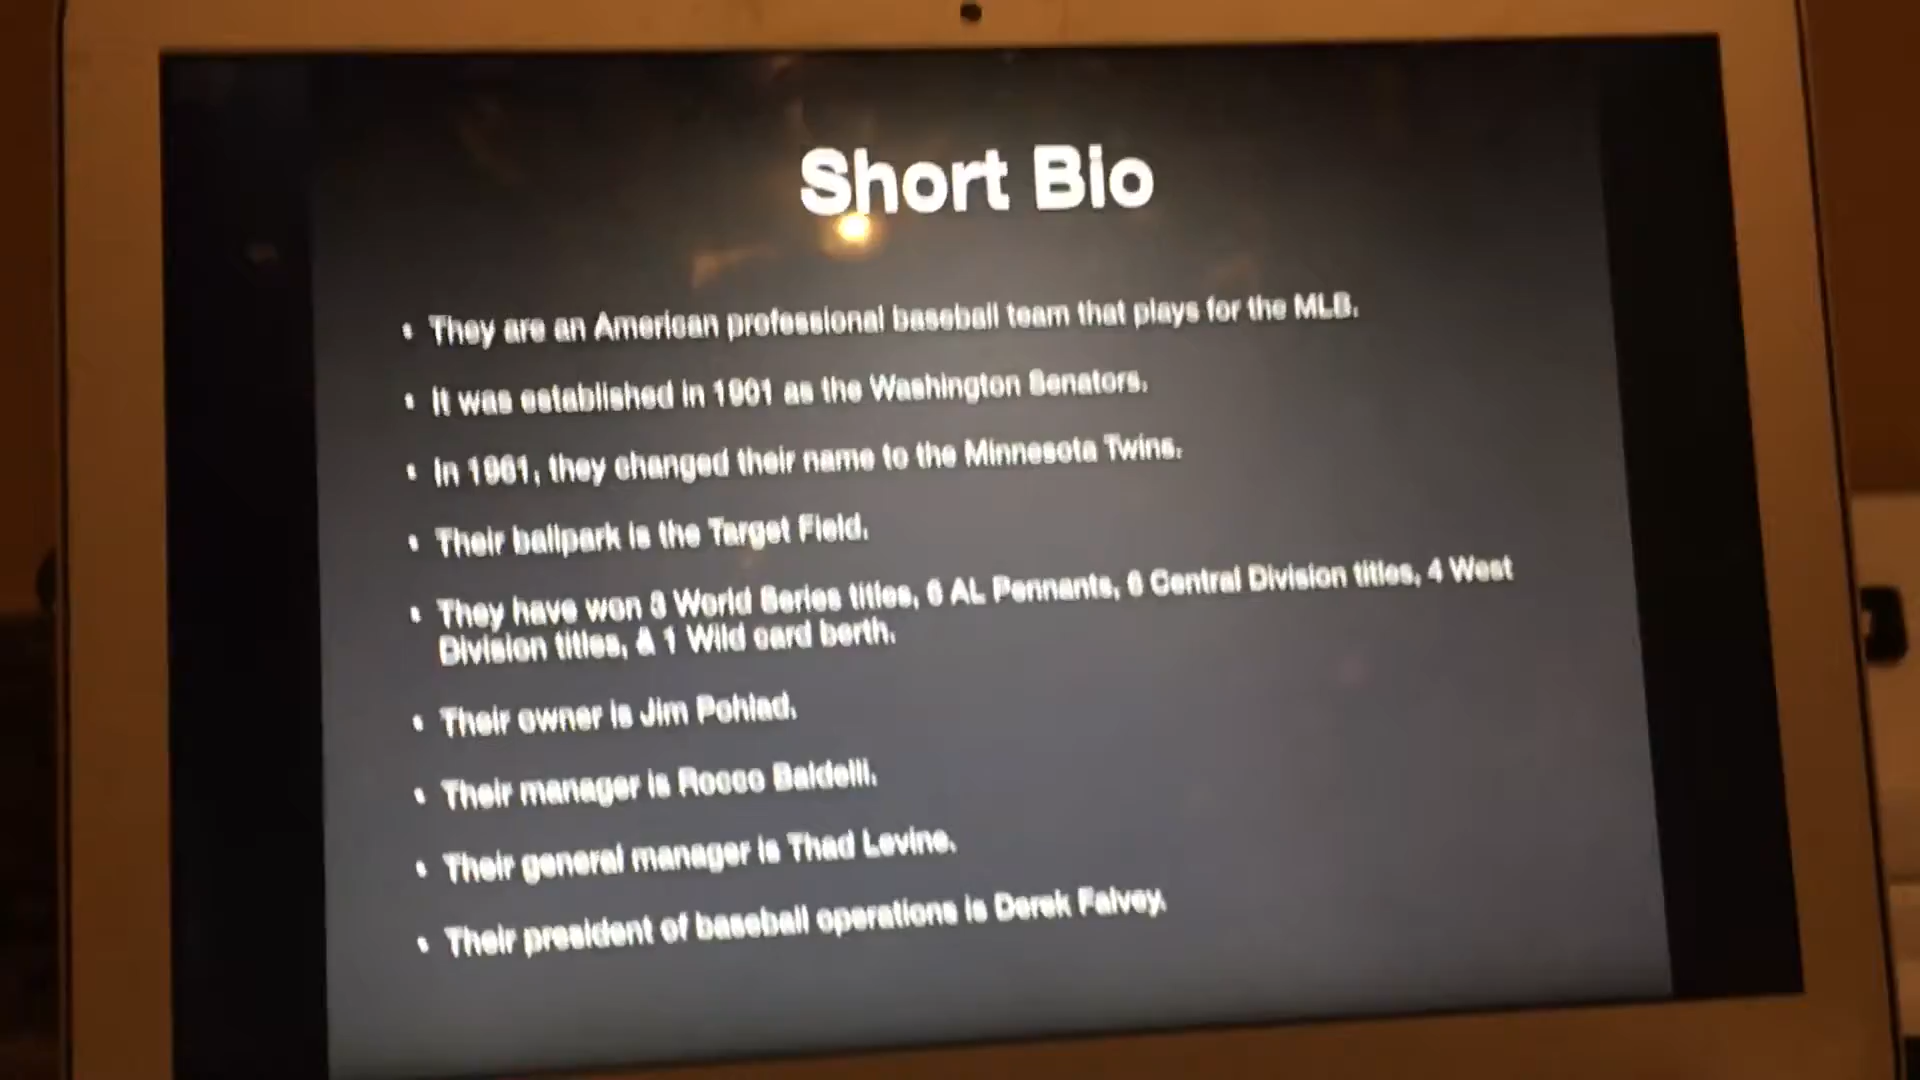 Short Bio
• They are an American professional baseball team that plays for the MLB.
• It was established in 1901 as the Washington Senators.
• In 1961, they changed their name to the Minnesota Twins.
• Their ballpark is the Target Field.
• They have won 3 World Series titles, 6 AL Pennants, 6 Central Division titles, 4 West
Division titles, & 1 Wild card berth.
• Their owner is Jim Pohlad.
• Their manager is Rocco Baldelli.
• Their general manager is Thad Levine.
• Their president of baseball operations is Derek Falvey.